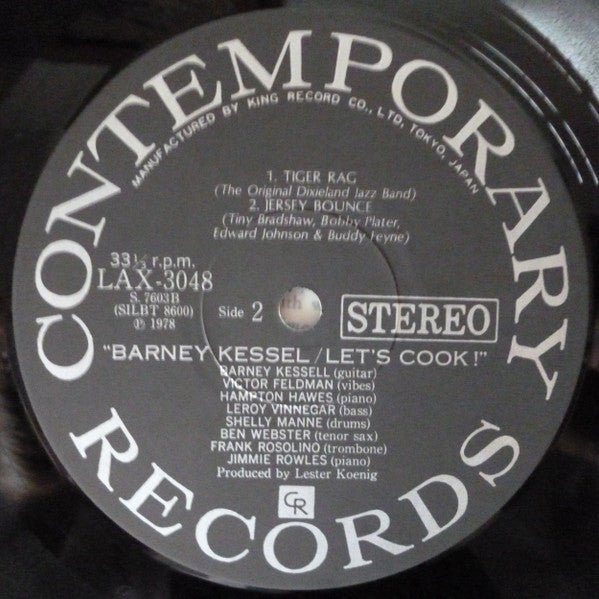 CONTEMPORARY
MANUFACTURED BY KING RECORD CO., LTD, TOKYO, JAPAN
1. TIGER RAG
(The Original Dixieland Jazz Band)
2. JERSEY BOUNCE
(Tiny Bradshaw, Bobby Plater,
Edward Johnson & Buddy Feyne)
33⅓ r.p.m.
LAX-3048
S. 7603B
(SILBT 8600)
℗ 1978
Side 2
STEREO
"BARNEY KESSEL/LET'S COOK!"
BARNEY KESSELL (guitar)
VICTOR FELDMAN (vibes)
HAMPTON HAWES (piano)
LEROY VINNEGAR (bass)
SHELLY MANNE (drums)
BEN WEBSTER (tenor sax)
FRANK ROSOLINO (trombone)
JIMMIE ROWLES (piano)
Produced by Lester Koenig
CR
RECORDS